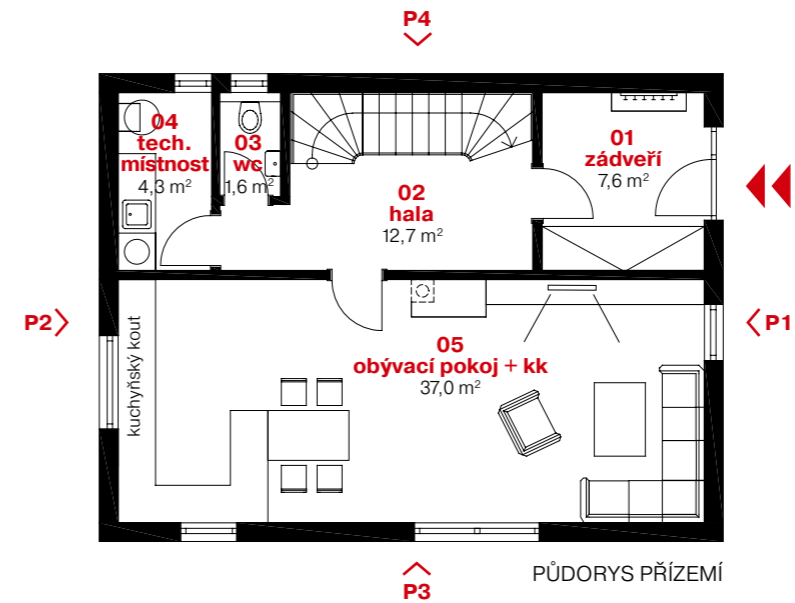 P4
04
tech.
místnost
4,3 m²
03
wc
1,6 m²
01
zádveří
7,6 m²
02
hala
12,7 m²
P2
P1
kuchyňský kout
05
obývací pokoj + kk
37,0 m²
PŮDORYS PŘÍZEMÍ
P3